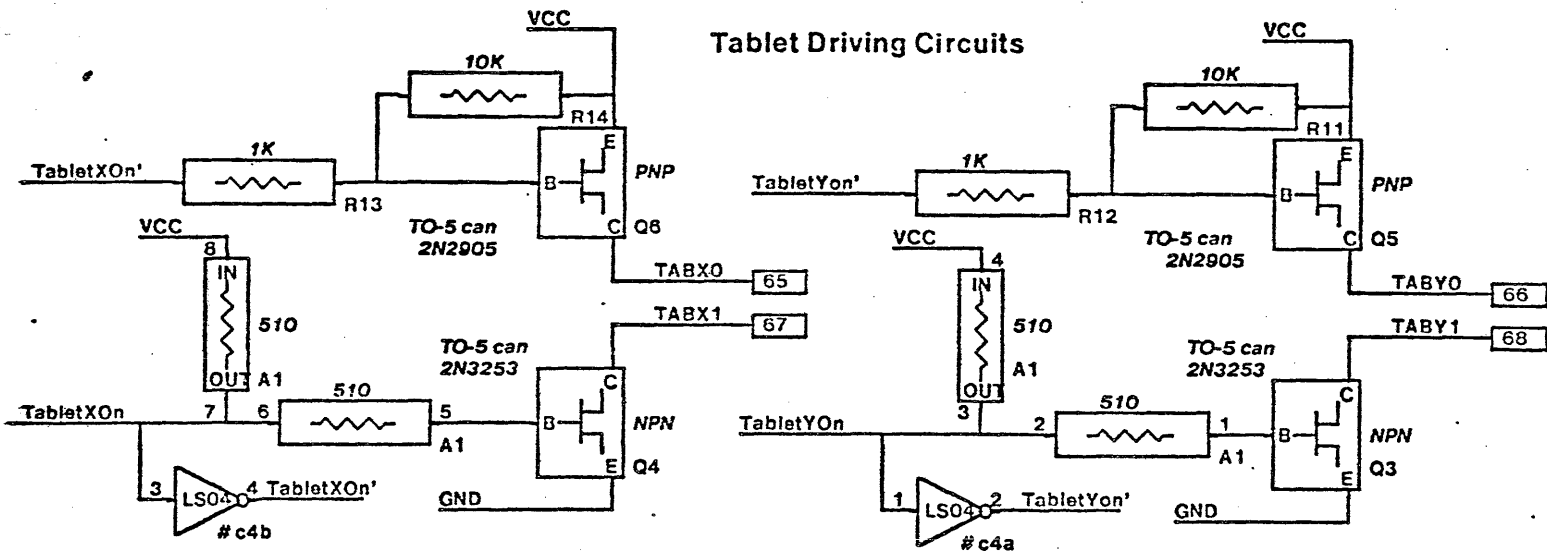 Tablet Driving Circuits
VCC
10K
R14
1K
TabletXOn'
R13
E
B
C
PNP
Q6
TO-5 can
2N2905
VCC
8
IN
510
OUT
A1
7
TABX0
65
TABX1
67
TO-5 can
2N3253
TabletXOn
6
510
5
A1
C
B
E
NPN
Q4
GND
3
LS04
4
TabletXOn'
#c4b
VCC
10K
R11
1K
TabletYon'
R12
E
B
C
PNP
Q5
TO-5 can
2N2905
VCC
4
IN
510
OUT
A1
3
TABY0
66
TABY1
68
TO-5 can
2N3253
TabletYOn
2
510
1
A1
C
B
E
NPN
Q3
GND
1
LS04
2
TabletYon'
#c4a